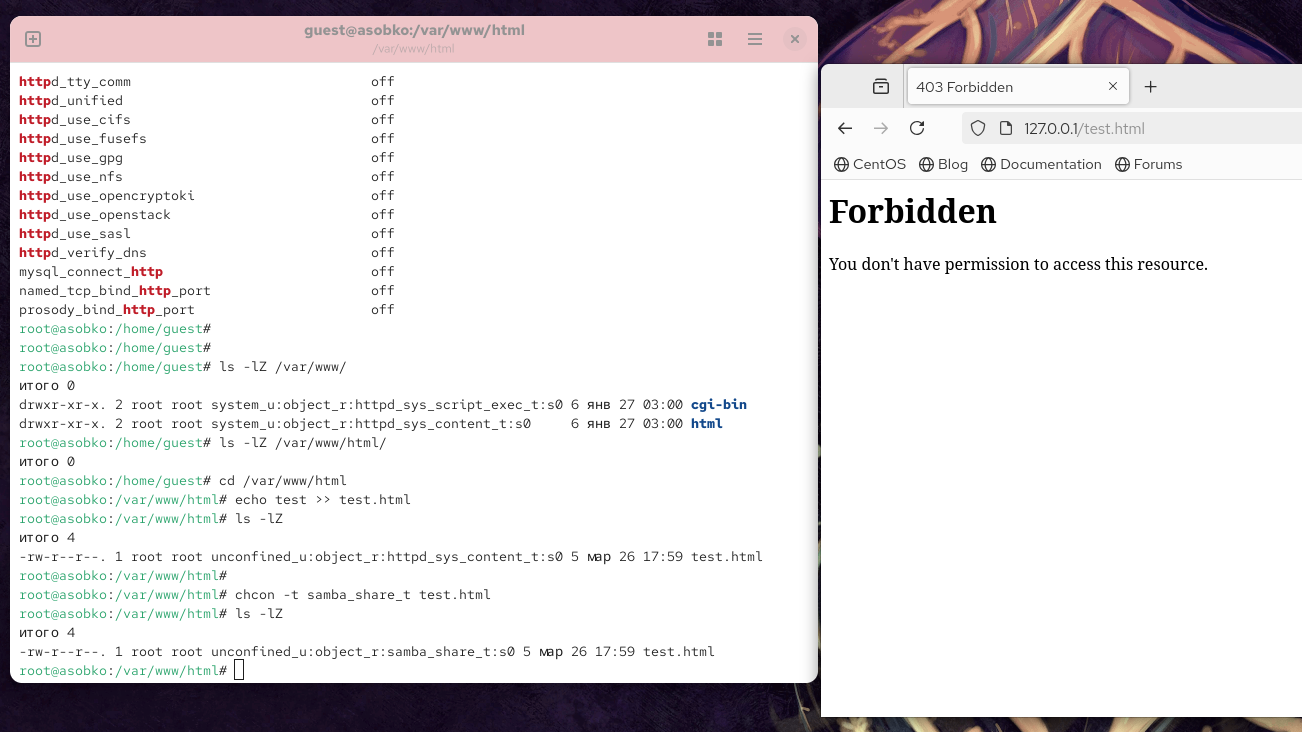 guest@asobko:/var/www/html
/var/www/html
httpd_tty_comm off
httpd_unified off
httpd_use_cifs off
httpd_use_fusefs off
httpd_use_gpg off
httpd_use_nfs off
httpd_use_opencryptoki off
httpd_use_openstack off
httpd_use_sasl off
httpd_verify_dns off
mysql_connect_http off
named_tcp_bind_http_port off
prosody_bind_http_port off
root@asobko:/home/guest#
root@asobko:/home/guest#
root@asobko:/home/guest# ls -lZ /var/www/
итого 0
drwxr-xr-x. 2 root root system_u:object_r:httpd_sys_script_exec_t:s0 6 янв 27 03:00 cgi-bin
drwxr-xr-x. 2 root root system_u:object_r:httpd_sys_content_t:s0 6 янв 27 03:00 html
root@asobko:/home/guest# ls -lZ /var/www/html/
итого 0
root@asobko:/home/guest# cd /var/www/html
root@asobko:/var/www/html# echo test >> test.html
root@asobko:/var/www/html# ls -lZ
итого 4
-rw-r--r--. 1 root root unconfined_u:object_r:httpd_sys_content_t:s0 5 мар 26 17:59 test.html
root@asobko:/var/www/html#
root@asobko:/var/www/html# chcon -t samba_share_t test.html
root@asobko:/var/www/html# ls -lZ
итого 4
-rw-r--r--. 1 root root unconfined_u:object_r:samba_share_t:s0 5 мар 26 17:59 test.html
root@asobko:/var/www/html#
403 Forbidden
127.0.0.1/test.html
CentOS Blog Documentation Forums
Forbidden
You don't have permission to access this resource.